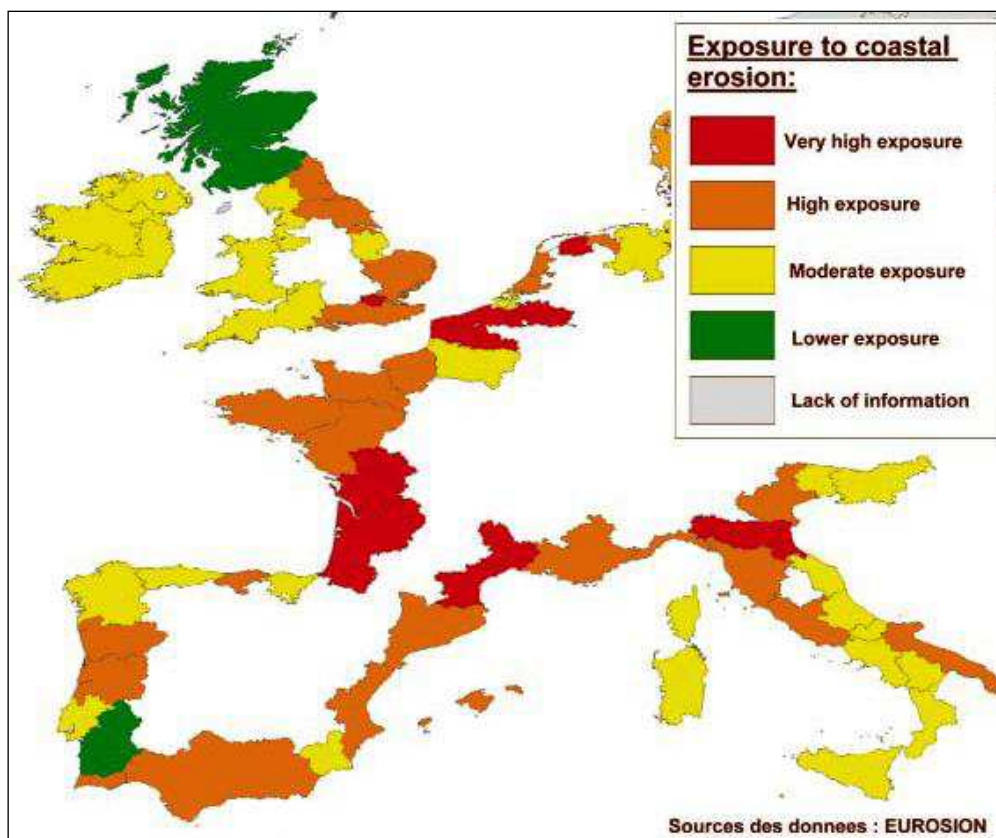 Exposure to coastal
erosion:
Very high exposure
High exposure
Moderate exposure
Lower exposure
Lack of information
Sources des donnees : EUROSION